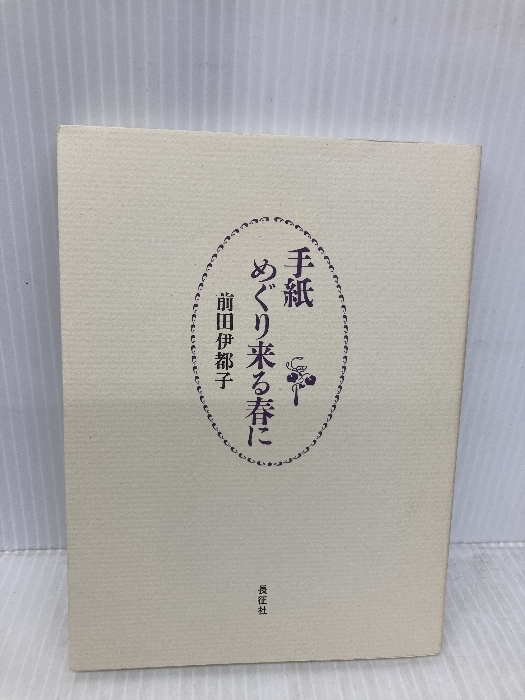 手紙
めぐり来る春に
前田伊都子
長征社